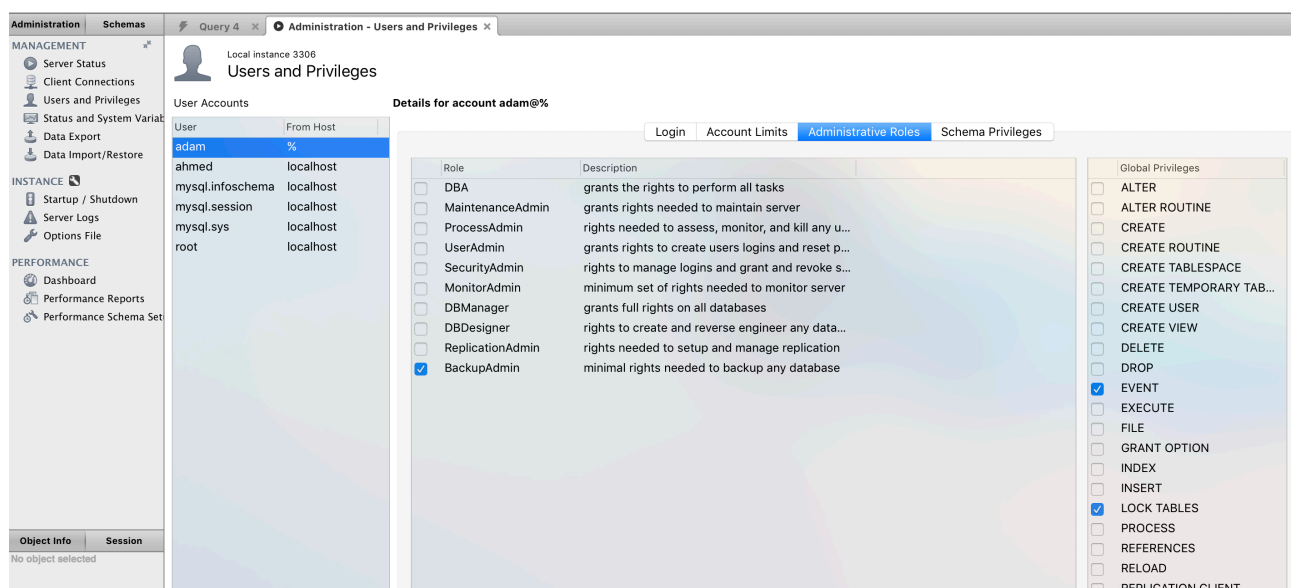 Administration Schemas
Query 4 × Administration - Users and Privileges ×
MANAGEMENT
Server Status
Client Connections
Users and Privileges
Status and System Variab
Data Export
Data Import/Restore
INSTANCE
Startup / Shutdown
Server Logs
Options File
PERFORMANCE
Dashboard
Performance Reports
Performance Schema Set
Object Info Session
No object selected
Local instance 3306
Users and Privileges
User Accounts
User From Host
adam %
ahmed localhost
mysql.infoschema localhost
mysql.session localhost
mysql.sys localhost
root localhost
Details for account adam@%
Login Account Limits Administrative Roles Schema Privileges
Role Description
DBA grants the rights to perform all tasks
MaintenanceAdmin grants rights needed to maintain server
ProcessAdmin rights needed to assess, monitor, and kill any u...
UserAdmin grants rights to create users logins and reset p...
SecurityAdmin rights to manage logins and grant and revoke s...
MonitorAdmin minimum set of rights needed to monitor server
DBManager grants full rights on all databases
DBDesigner rights to create and reverse engineer any data...
ReplicationAdmin rights needed to setup and manage replication
BackupAdmin minimal rights needed to backup any database
Global Privileges
ALTER
ALTER ROUTINE
CREATE
CREATE ROUTINE
CREATE TABLESPACE
CREATE TEMPORARY TAB...
CREATE USER
CREATE VIEW
DELETE
DROP
EVENT
EXECUTE
FILE
GRANT OPTION
INDEX
INSERT
LOCK TABLES
PROCESS
REFERENCES
RELOAD
REPLICATION CLIENT